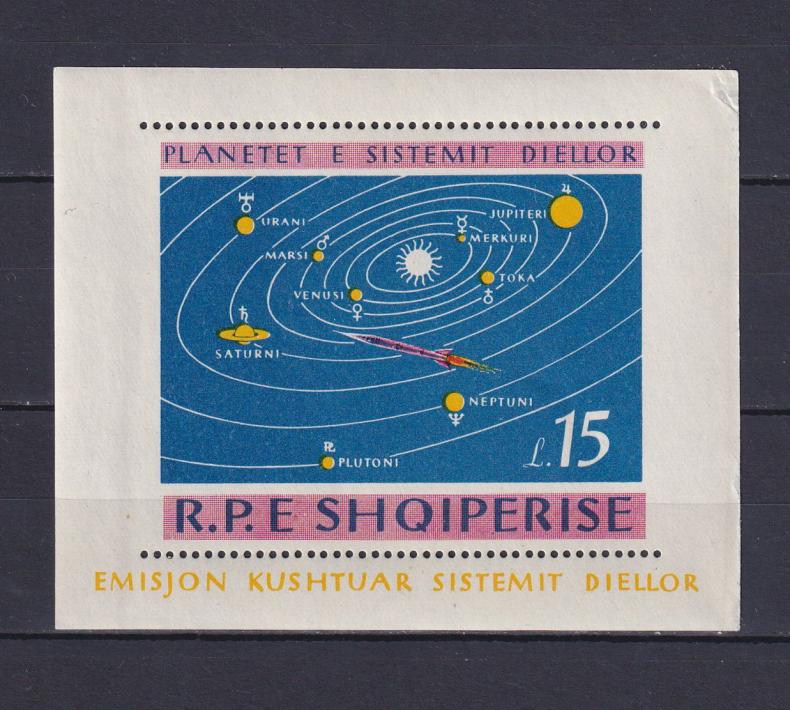 PLANETET E SISTEMIT DIELLOR
♃
♅
URANI
JUPITERI
☿
MERKURI
♂
MARSI
TOKA
♁
VENUSI
♀
♄
SATURNI
NEPTUNI
♆
L.15
♇
PLUTONI
R.P.E SHQIPERISE
EMISJON KUSHTUAR SISTEMIT DIELLOR